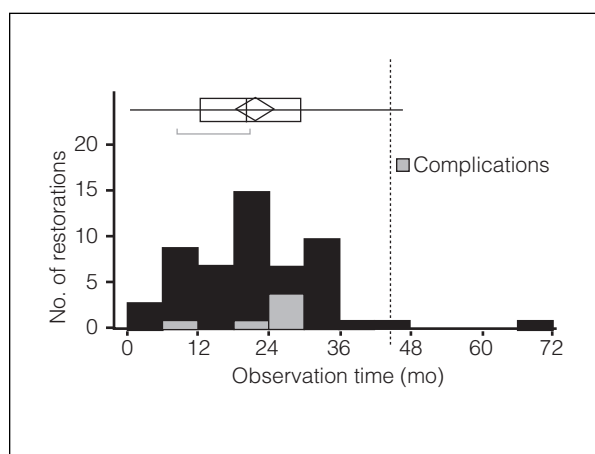 20
15
10
5
0
No. of restorations
Complications
0 12 24 36 48 60 72
Observation time (mo)